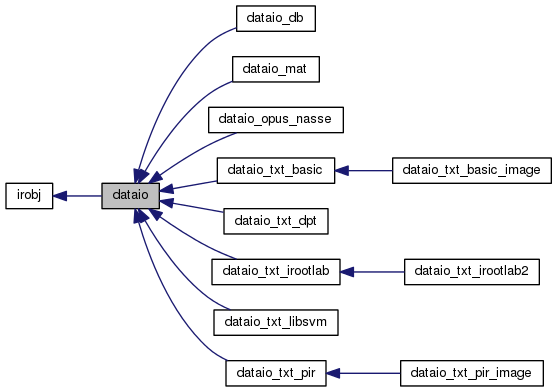 dataio_db
dataio_mat
dataio_opus_nasse
dataio_txt_basic
dataio_txt_basic_image
irobj
dataio
dataio_txt_dpt
dataio_txt_irootlab
dataio_txt_irootlab2
dataio_txt_libsvm
dataio_txt_pir
dataio_txt_pir_image